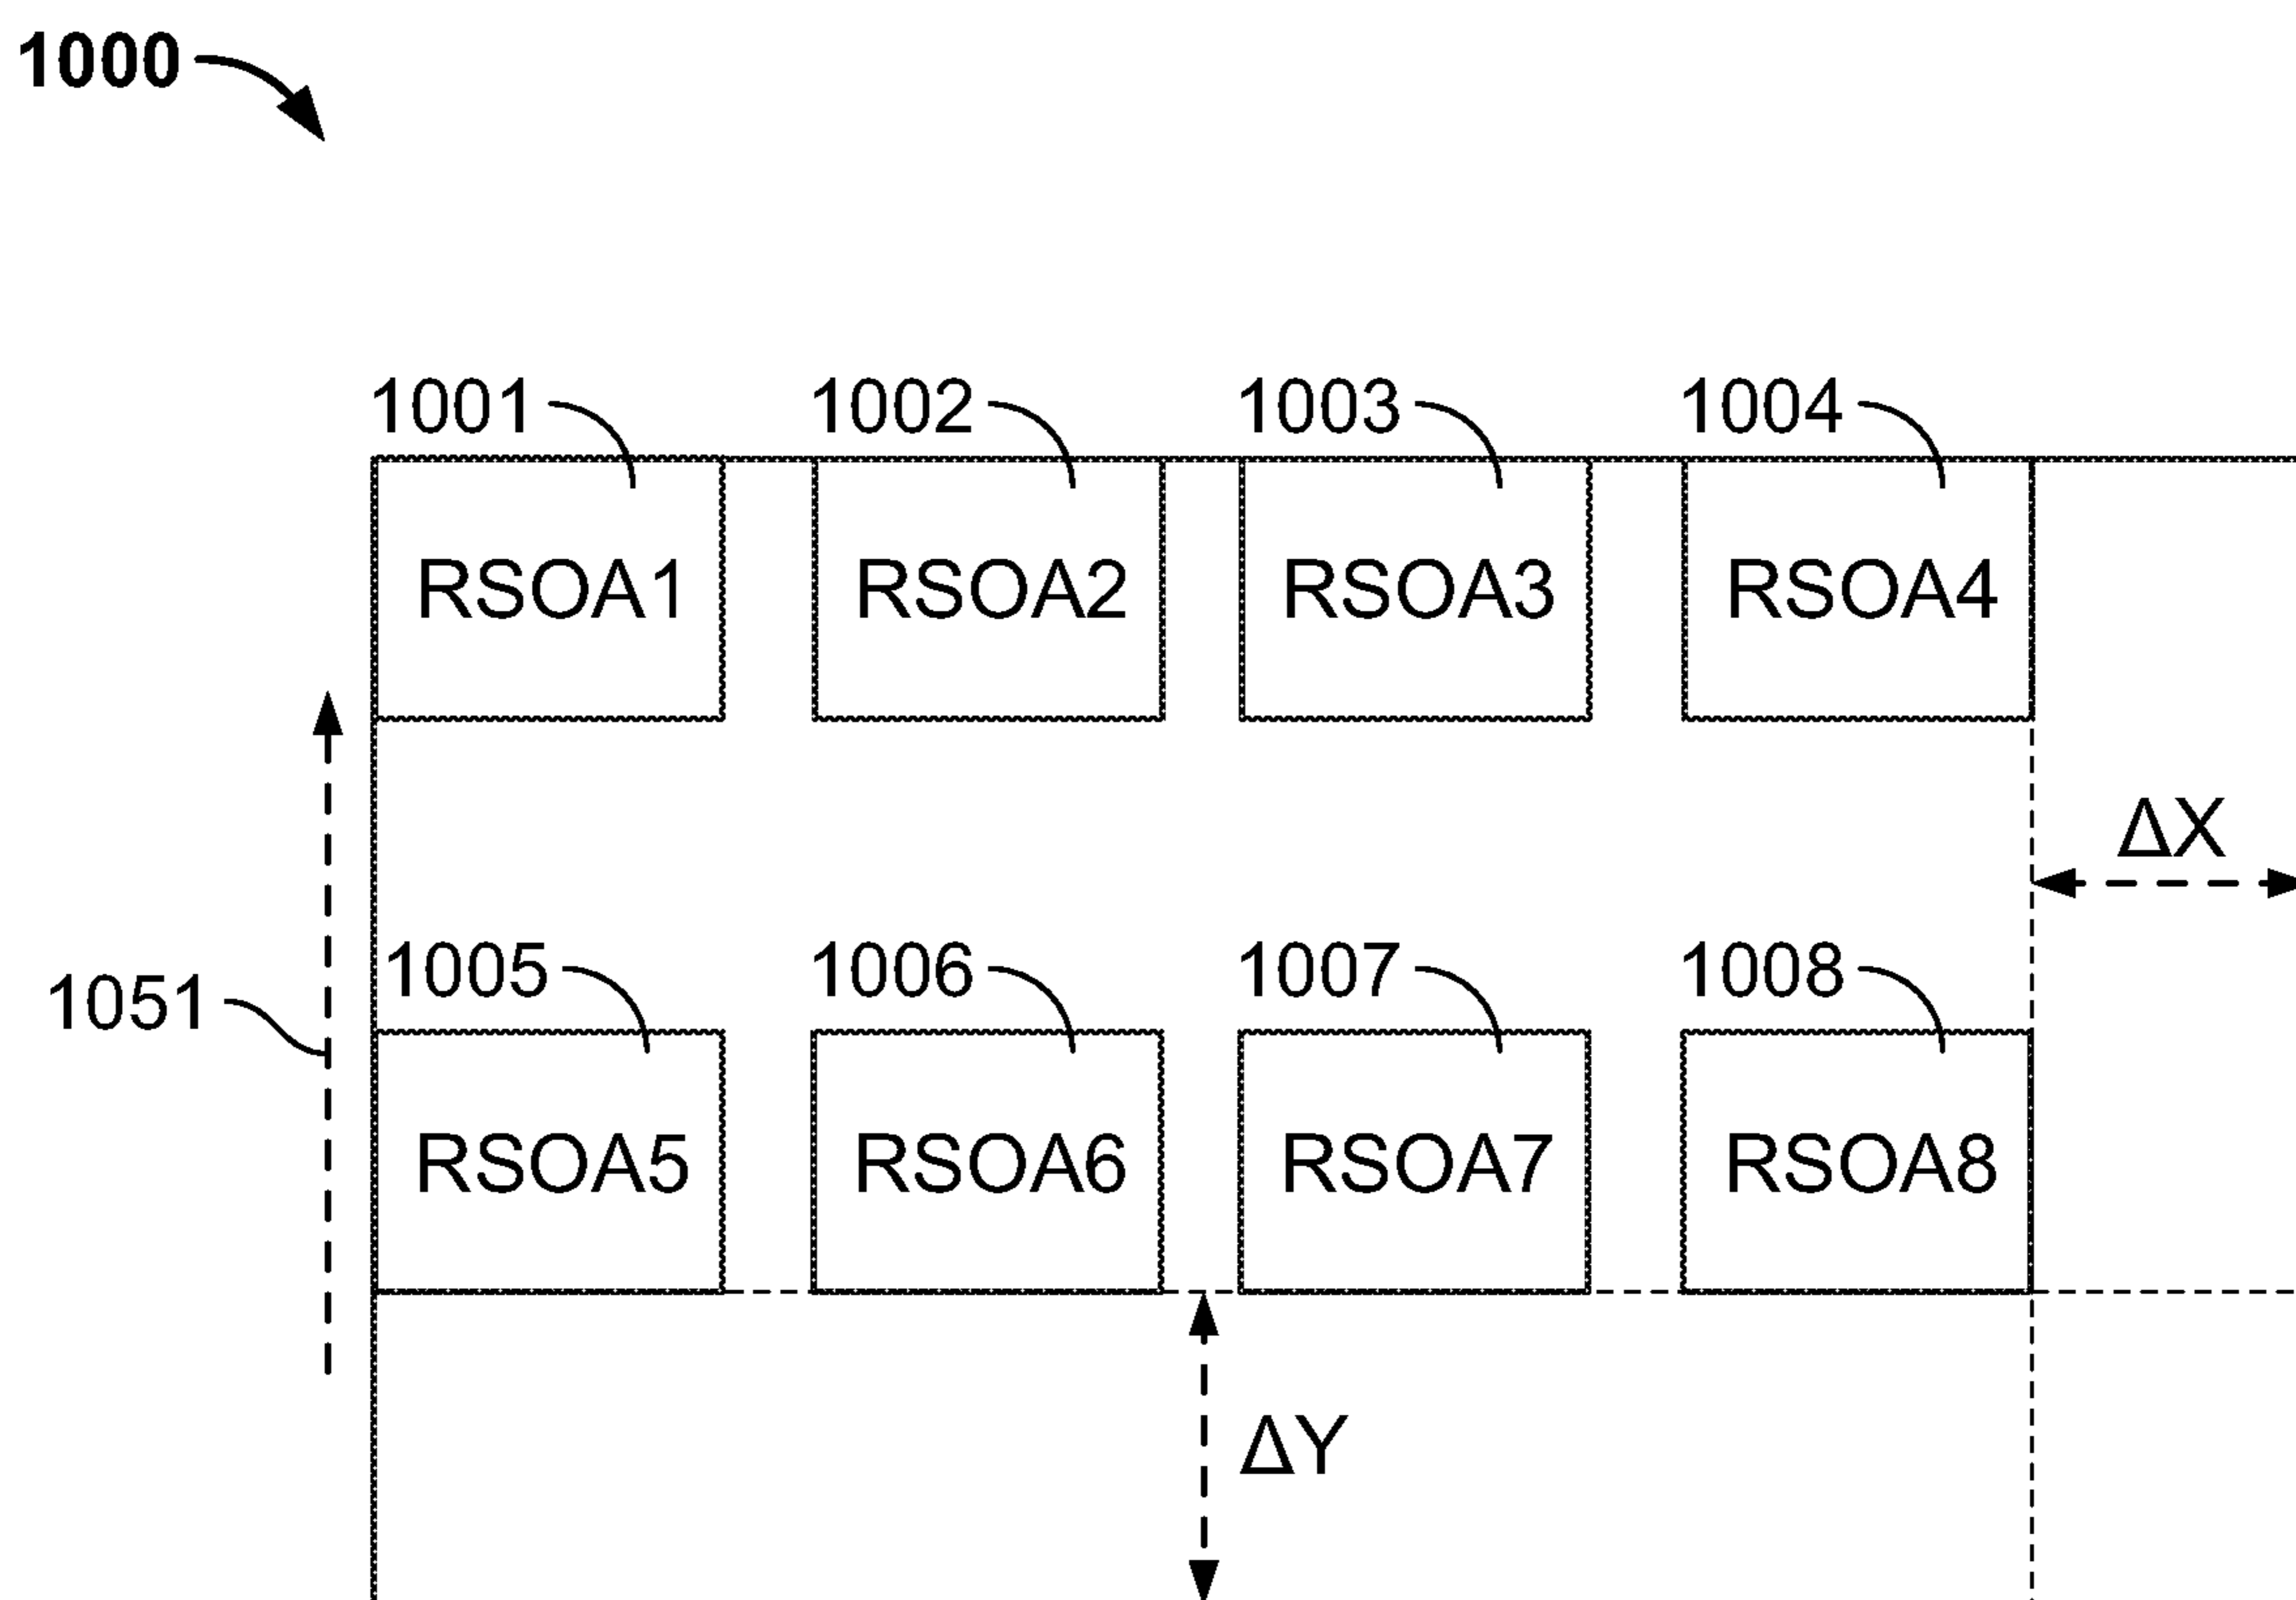 1000
1001 1002 1003 1004
RSOA1 RSOA2 RSOA3 RSOA4
ΔX
1005 1006 1007 1008
1051
RSOA5 RSOA6 RSOA7 RSOA8
ΔY